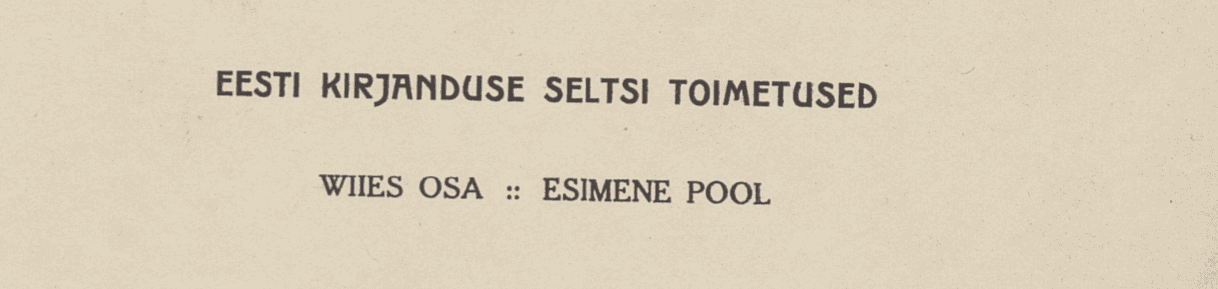 EESTI KIRJANDUSE SELTSI TOIMETUSED
WIIES OSA :: ESIMENE POOL